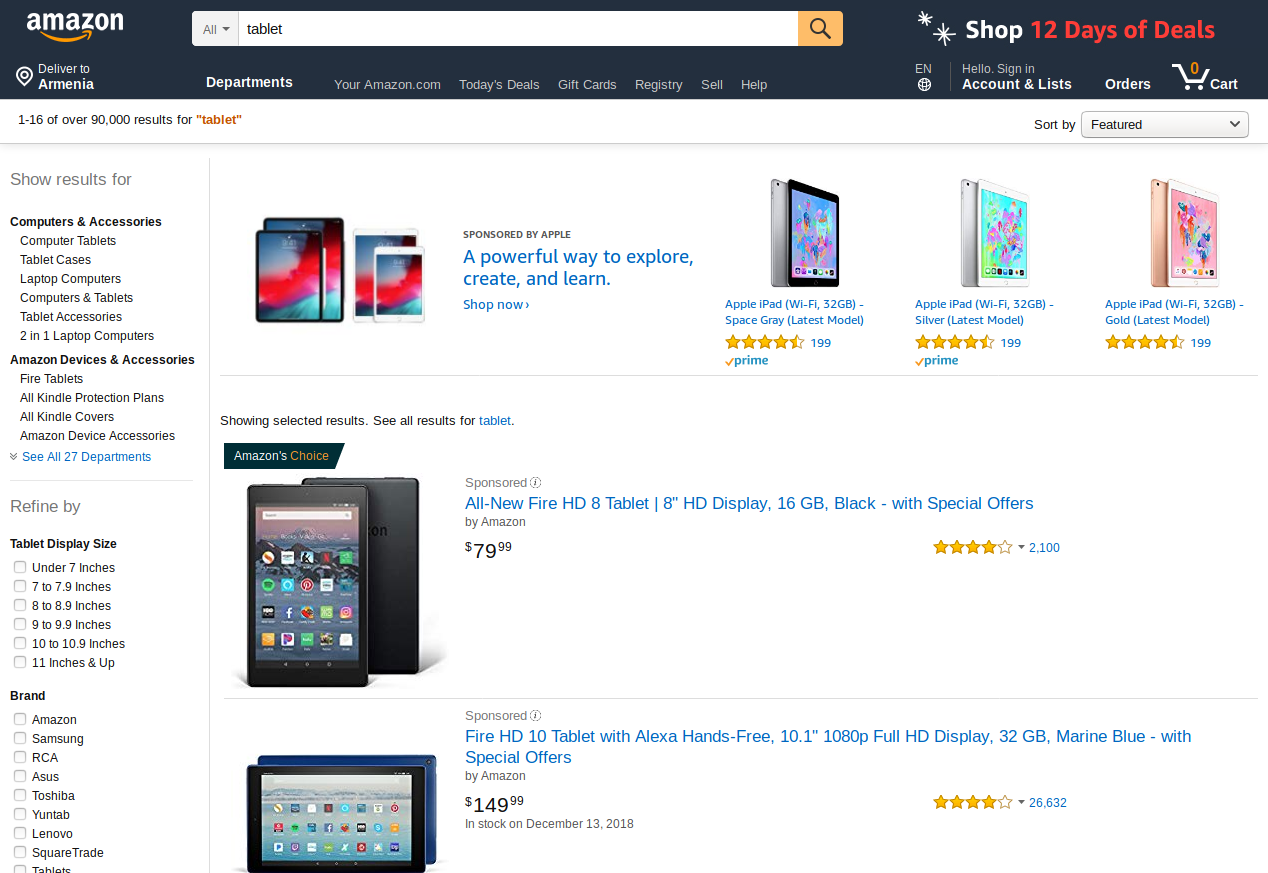 amazon
All
tablet
Shop 12 Days of Deals
Deliver to
Armenia
Departments
Your Amazon.com
Today's Deals
Gift Cards
Registry
Sell
Help
EN
Hello. Sign in
Account & Lists
Orders
0
Cart
1-16 of over 90,000 results for "tablet"
Sort by
Featured
Show results for
Computers & Accessories
Computer Tablets
Tablet Cases
Laptop Computers
Computers & Tablets
Tablet Accessories
2 in 1 Laptop Computers
Amazon Devices & Accessories
Fire Tablets
All Kindle Protection Plans
All Kindle Covers
Amazon Device Accessories
See All 27 Departments
Refine by
Tablet Display Size
Under 7 Inches
7 to 7.9 Inches
8 to 8.9 Inches
9 to 9.9 Inches
10 to 10.9 Inches
11 Inches & Up
Brand
Amazon
Samsung
RCA
Asus
Toshiba
Yuntab
Lenovo
SquareTrade
Tablets
SPONSORED BY APPLE
A powerful way to explore,
create, and learn.
Shop now ›
Apple iPad (Wi-Fi, 32GB) -
Space Gray (Latest Model)
199
prime
Apple iPad (Wi-Fi, 32GB) -
Silver (Latest Model)
199
prime
Apple iPad (Wi-Fi, 32GB) -
Gold (Latest Model)
199
Showing selected results. See all results for tablet.
Amazon's Choice
Sponsored
All-New Fire HD 8 Tablet | 8" HD Display, 16 GB, Black - with Special Offers
by Amazon
$79 99
2,100
Sponsored
Fire HD 10 Tablet with Alexa Hands-Free, 10.1" 1080p Full HD Display, 32 GB, Marine Blue - with
Special Offers
by Amazon
$149 99
26,632
In stock on December 13, 2018